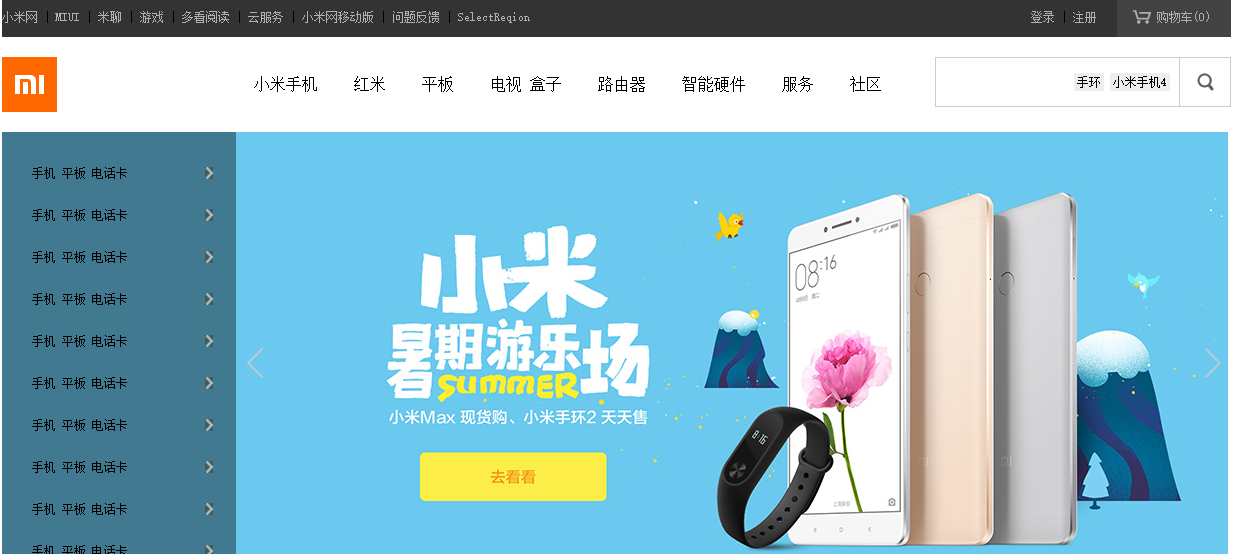 小米网 | MIUI | 米聊 | 游戏 | 多看阅读 | 云服务 | 小米网移动版 | 问题反馈 | SelectRegion 登录 | 注册 购物车(0)
MI 小米手机 红米 平板 电视 盒子 路由器 智能硬件 服务 社区 手环 小米手机4
手机 平板 电话卡
手机 平板 电话卡
手机 平板 电话卡
手机 平板 电话卡
手机 平板 电话卡
手机 平板 电话卡
手机 平板 电话卡
手机 平板 电话卡
手机 平板 电话卡
手机 平板 电话卡
小米
暑期游乐场
SUMMER
小米Max 现货购、小米手环2 天天售
去看看
08:16
8:16
MI
MI